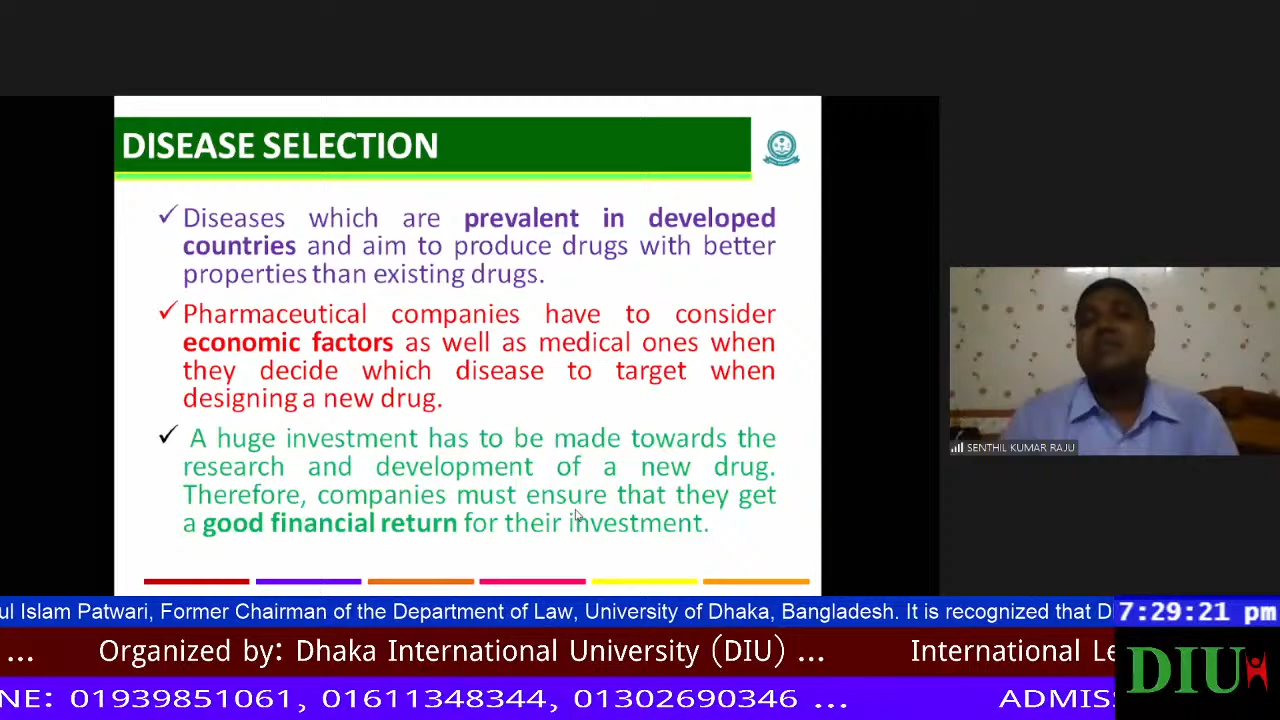 DISEASE SELECTION
✓ Diseases which are prevalent in developed
countries and aim to produce drugs with better
properties than existing drugs.
✓ Pharmaceutical companies have to consider
economic factors as well as medical ones when
they decide which disease to target when
designing a new drug.
✓ A huge investment has to be made towards the
research and development of a new drug.
Therefore, companies must ensure that they get
a good financial return for their investment.
SENTHIL KUMAR RAJU
ul Islam Patwari, Former Chairman of the Department of Law, University of Dhaka, Bangladesh. It is recognized that D
7:29:21 pm
... Organized by: Dhaka International University (DIU) ... International Le
DIU
NE: 01939851061, 01611348344, 01302690346 ... ADMISS